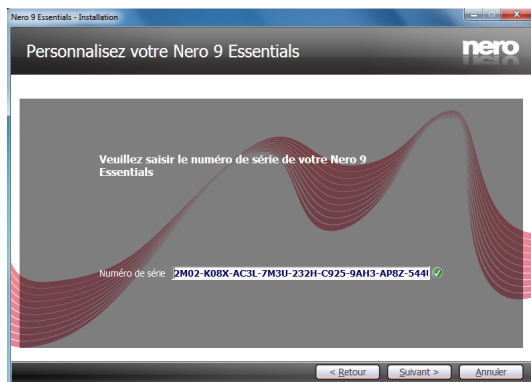 Nero 9 Essentials - Installation
Personnalisez votre Nero 9 Essentials
nero
Veuillez saisir le numéro de série de votre Nero 9
Essentials
Numéro de série 2M02-K08X-AC3L-7M3U-232H-C925-9AH3-AP8Z-544
< Retour
Suivant >
Annuler